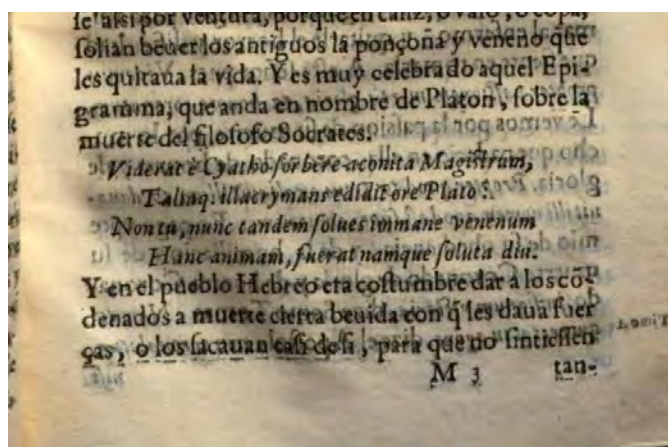 se assi por ventura, porque en caliz, o vaso, o copa,
ſolian beuer los antiguos la ponçoña y veneno que
les quitaua la vida. Y es muy celebrado aquel Epi-
gramma, que anda en nombre de Platon, ſobre la
muerte del filoſofo Socrates.
Viderat è Cyatho ſorbere aconita Magiſtrum,
Taliaq; illacrymans edidit ore Plato:
Non tu, nunc tandem ſolues immane venenum
Hanc animam, fuerat namque ſoluta diu.
Y en el pueblo Hebreo era coſtumbre dar a los cõ-
denados a muerte cierta beuida con q̃ les daua fuer
ças, o los ſacauan caſi de ſi, para que no ſintieſſen
M 3 tan-